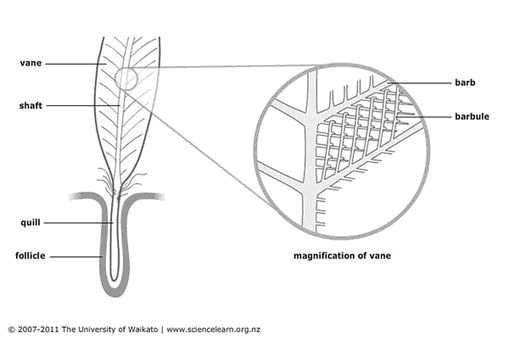 vane
shaft
quill
follicle
barb
barbule
magnification of vane
© 2007-2011 The University of Waikato | www.sciencelearn.org.nz